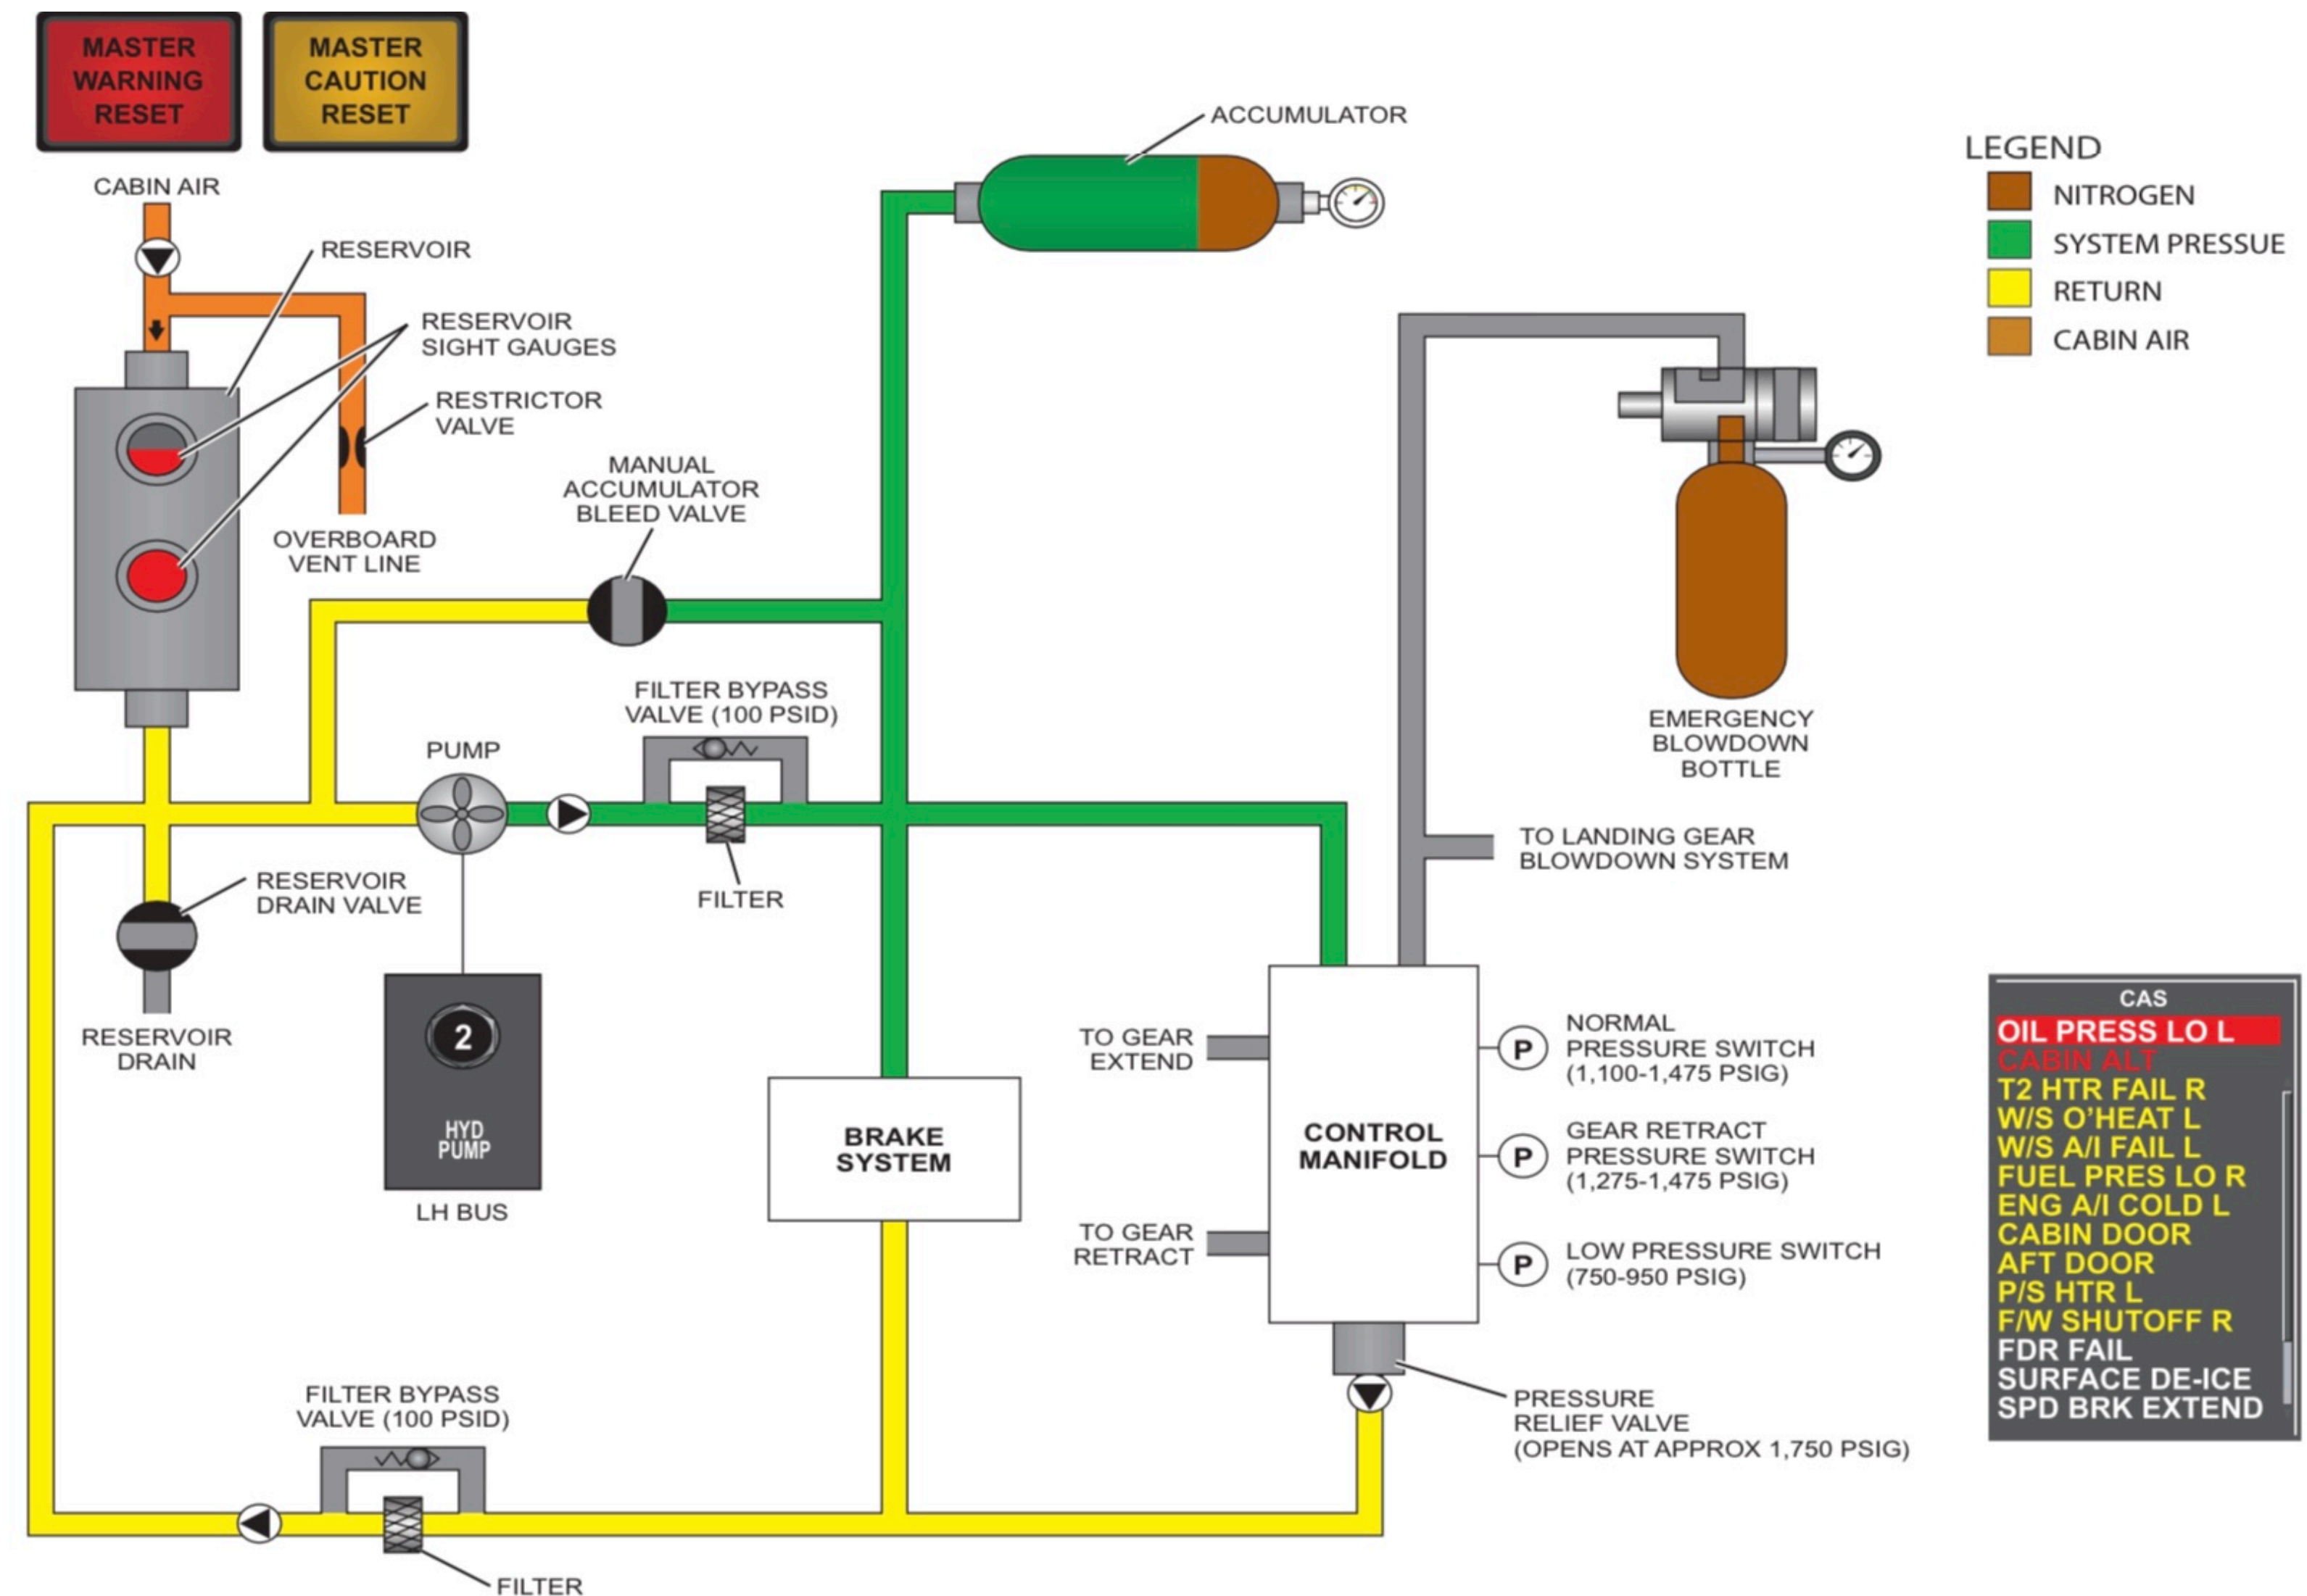 MASTER
WARNING
RESET
MASTER
CAUTION
RESET
CABIN AIR
RESERVOIR
RESERVOIR
SIGHT GAUGES
RESTRICTOR
VALVE
OVERBOARD
VENT LINE
MANUAL
ACCUMULATOR
BLEED VALVE
ACCUMULATOR
LEGEND
NITROGEN
SYSTEM PRESSUE
RETURN
CABIN AIR
FILTER BYPASS
VALVE (100 PSID)
PUMP
FILTER
EMERGENCY
BLOWDOWN
BOTTLE
TO LANDING GEAR
BLOWDOWN SYSTEM
RESERVOIR
DRAIN VALVE
RESERVOIR
DRAIN
2
HYD
PUMP
LH BUS
BRAKE
SYSTEM
TO GEAR
EXTEND
TO GEAR
RETRACT
CONTROL
MANIFOLD
P
NORMAL
PRESSURE SWITCH
(1,100-1,475 PSIG)
P
GEAR RETRACT
PRESSURE SWITCH
(1,275-1,475 PSIG)
P
LOW PRESSURE SWITCH
(750-950 PSIG)
PRESSURE
RELIEF VALVE
(OPENS AT APPROX 1,750 PSIG)
FILTER BYPASS
VALVE (100 PSID)
FILTER
CAS
OIL PRESS LO L
CABIN ALT
T2 HTR FAIL R
W/S O’HEAT L
W/S A/I FAIL L
FUEL PRES LO R
ENG A/I COLD L
CABIN DOOR
AFT DOOR
P/S HTR L
F/W SHUTOFF R
FDR FAIL
SURFACE DE-ICE
SPD BRK EXTEND